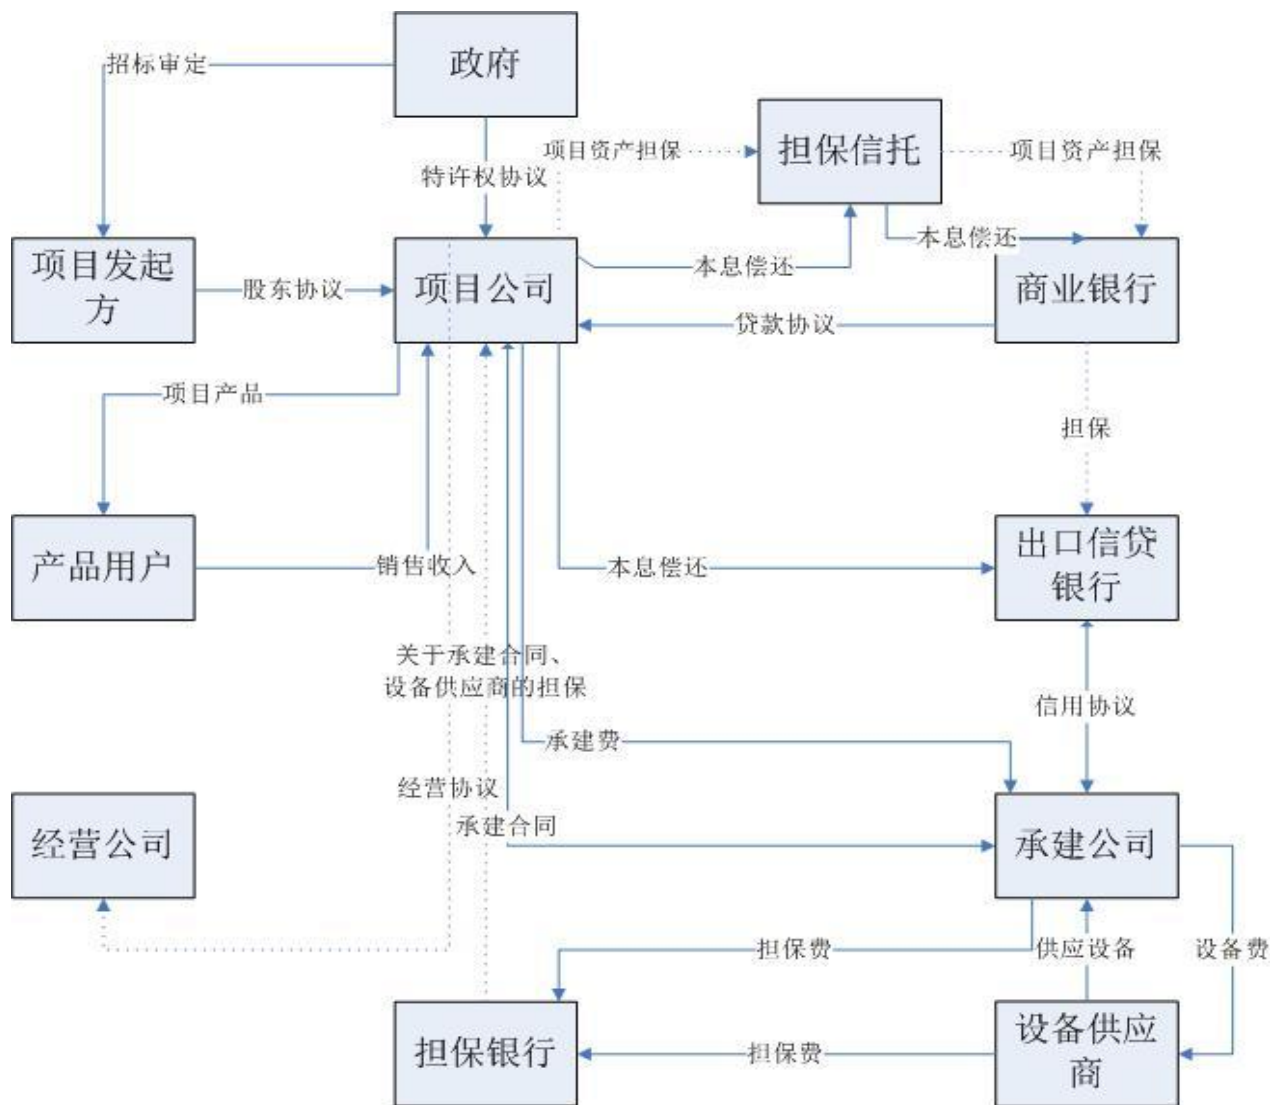 政府
招标审定
担保信托
项目资产担保
项目资产担保
特许权协议
项目发起
方
股东协议
项目公司
本息偿还
本息偿还
商业银行
贷款协议
项目产品
担保
产品用户
销售收入
本息偿还
出口信贷
银行
关于承建合同、
设备供应商的担保
信用协议
承建费
经营协议
承建合同
经营公司
承建公司
担保费
供应设备
设备费
担保银行
担保费
设备供应
商